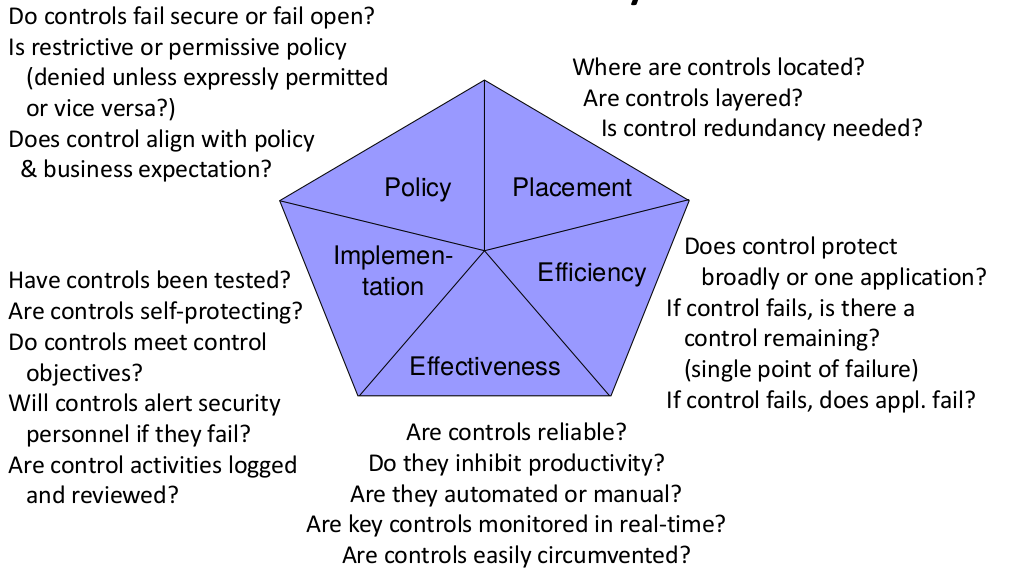 Do controls fail secure or fail open?
Is restrictive or permissive policy
(denied unless expressly permitted
or vice versa?)
Does control align with policy
& business expectation?
Where are controls located?
Are controls layered?
Is control redundancy needed?
Policy
Placement
Implemen-
tation
Efficiency
Effectiveness
Does control protect
broadly or one application?
If control fails, is there a
control remaining?
(single point of failure)
If control fails, does appl. fail?
Have controls been tested?
Are controls self-protecting?
Do controls meet control
objectives?
Will controls alert security
personnel if they fail?
Are control activities logged
and reviewed?
Are controls reliable?
Do they inhibit productivity?
Are they automated or manual?
Are key controls monitored in real-time?
Are controls easily circumvented?